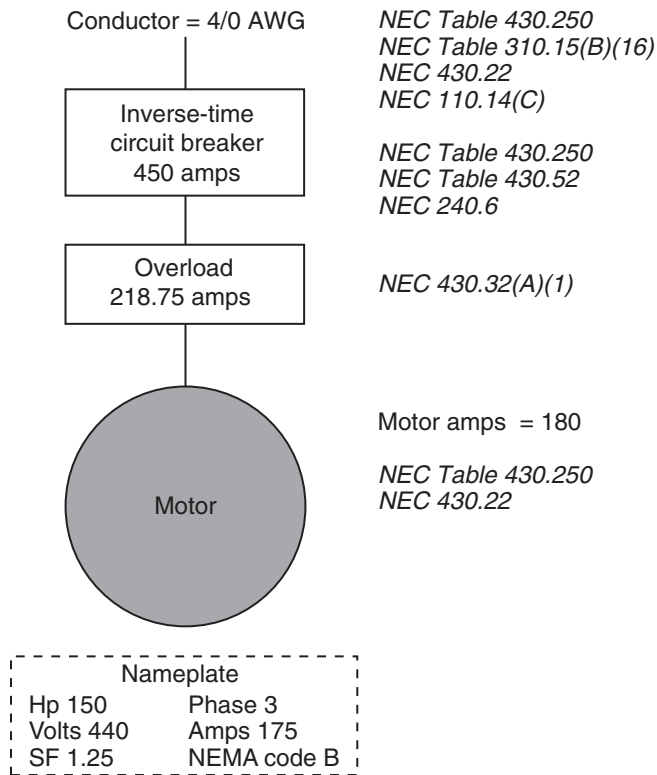 Conductor = 4/0 AWG
NEC Table 430.250
NEC Table 310.15(B)(16)
NEC 430.22
NEC 110.14(C)
Inverse-time
circuit breaker
450 amps
NEC Table 430.250
NEC Table 430.52
NEC 240.6
Overload
218.75 amps
NEC 430.32(A)(1)
Motor
Motor amps = 180
NEC Table 430.250
NEC 430.22
Nameplate
Hp 150 Phase 3
Volts 440 Amps 175
SF 1.25 NEMA code B